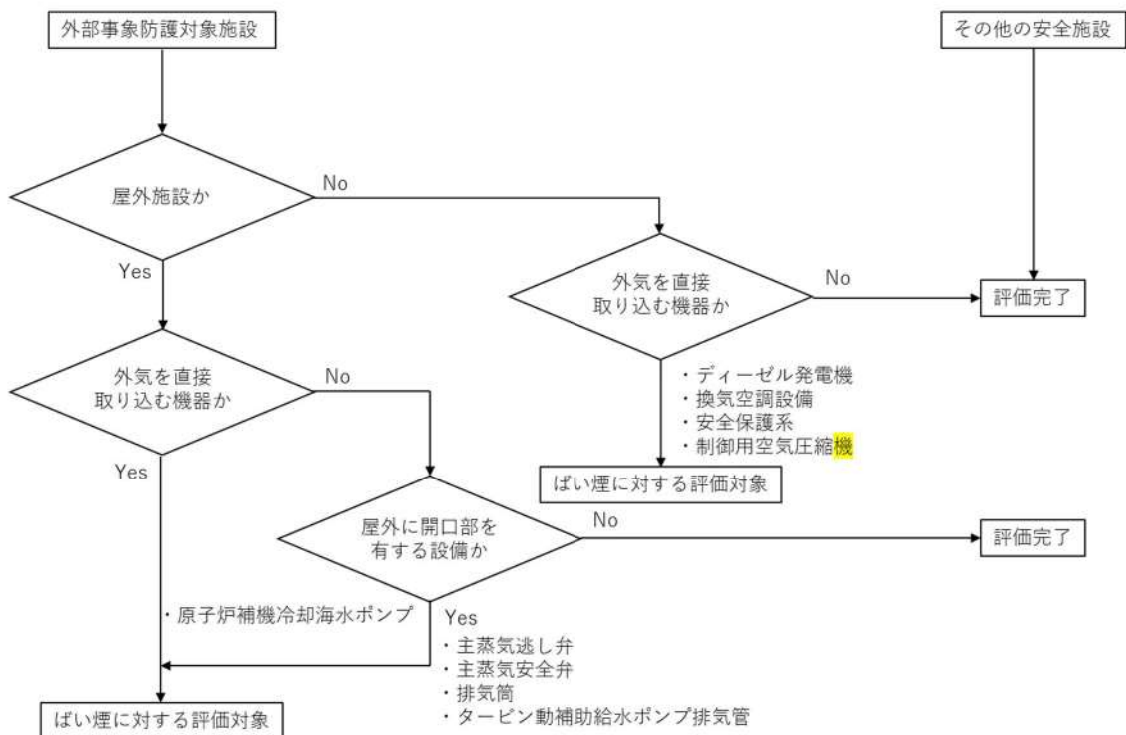 外部事象防護対象施設
その他の安全施設
屋外施設か
No
Yes
外気を直接
取り込む機器か
No
評価完了
外気を直接
取り込む機器か
No
・ディーゼル発電機
・換気空調設備
・安全保護系
・制御用空気圧縮機
Yes
ばい煙に対する評価対象
屋外に開口部を
有する設備か
No
評価完了
・原子炉補機冷却海水ポンプ
Yes
・主蒸気逃し弁
・主蒸気安全弁
・排気筒
・タービン動補助給水ポンプ排気管
ばい煙に対する評価対象